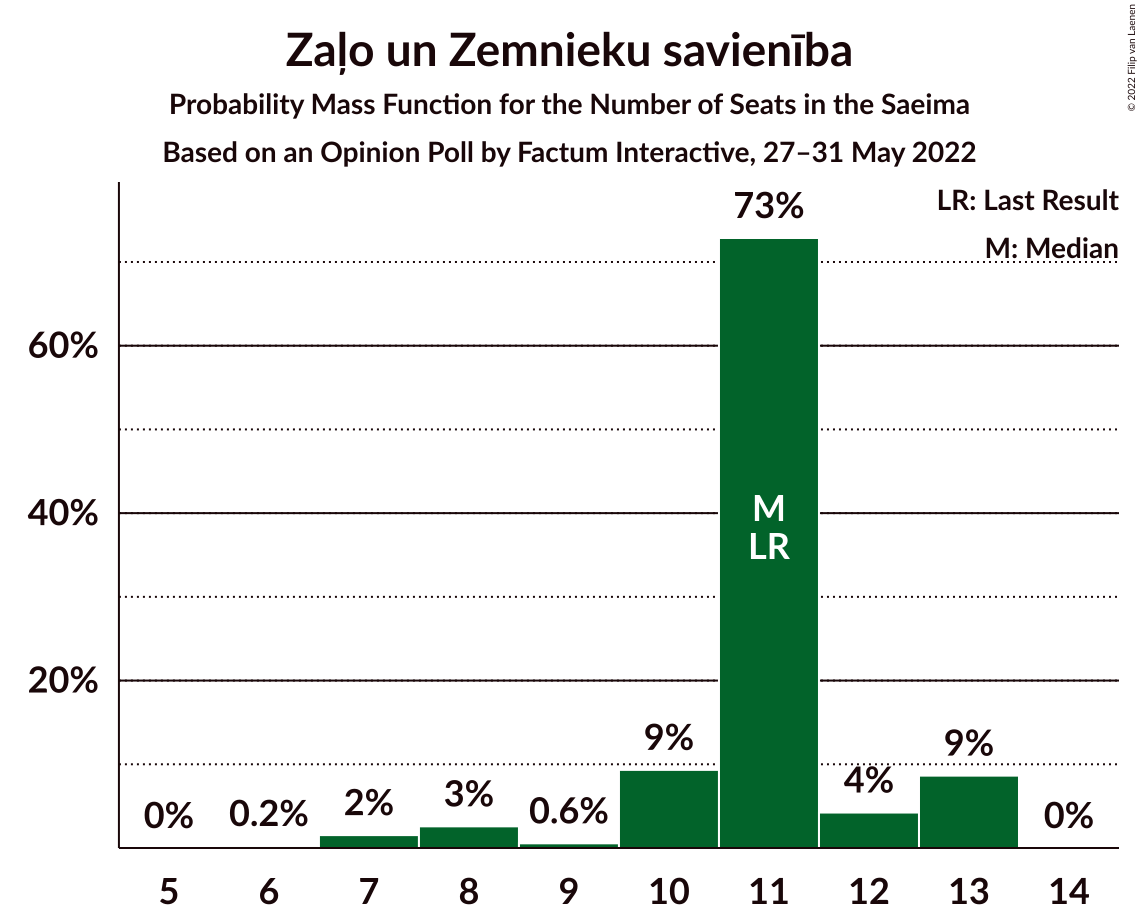 Zaļo un Zemnieku savienība
Probability Mass Function for the Number of Seats in the Saeima
Based on an Opinion Poll by Factum Interactive, 27–31 May 2022
© 2022 Filip van Laenen
LR: Last Result
M: Median
60%
40%
20%
0%
0.2%
2%
3%
0.6%
9%
73%
4%
9%
0%
M
LR
5 6 7 8 9 10 11 12 13 14